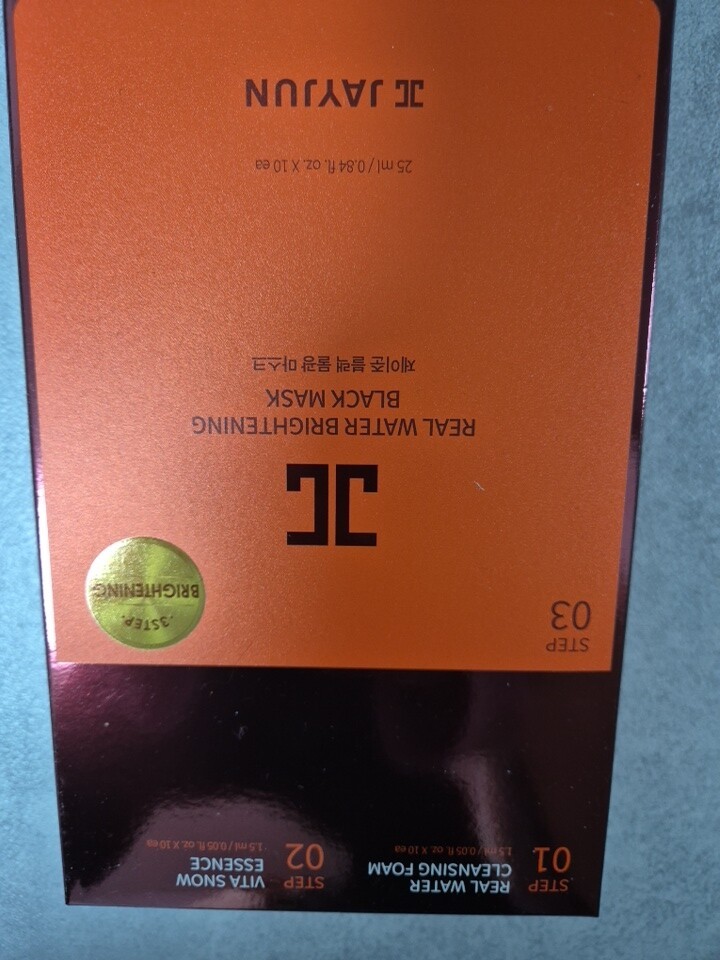 STEP
01
REAL WATER
CLEANSING FOAM
1.5 ml / 0.05 fl. oz. X 10 ea
STEP
02
VITA SNOW
ESSENCE
1.5 ml / 0.05 fl. oz. X 10 ea
STEP
03
.3STEP.
BRIGHTENING
REAL WATER BRIGHTENING
BLACK MASK
제이준 블랙 물광 마스크
25 ml / 0.84 fl. oz. X 10 ea
JAYJUN